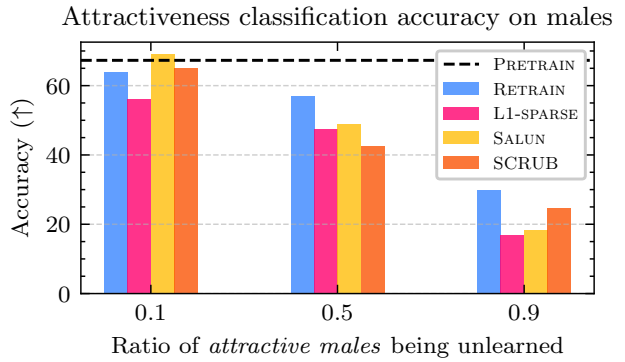 Attractiveness classification accuracy on males
Accuracy (↑)
60
40
20
0
PRETRAIN
RETRAIN
L1-SPARSE
SALUN
SCRUB
0.1
0.5
0.9
Ratio of attractive males being unlearned